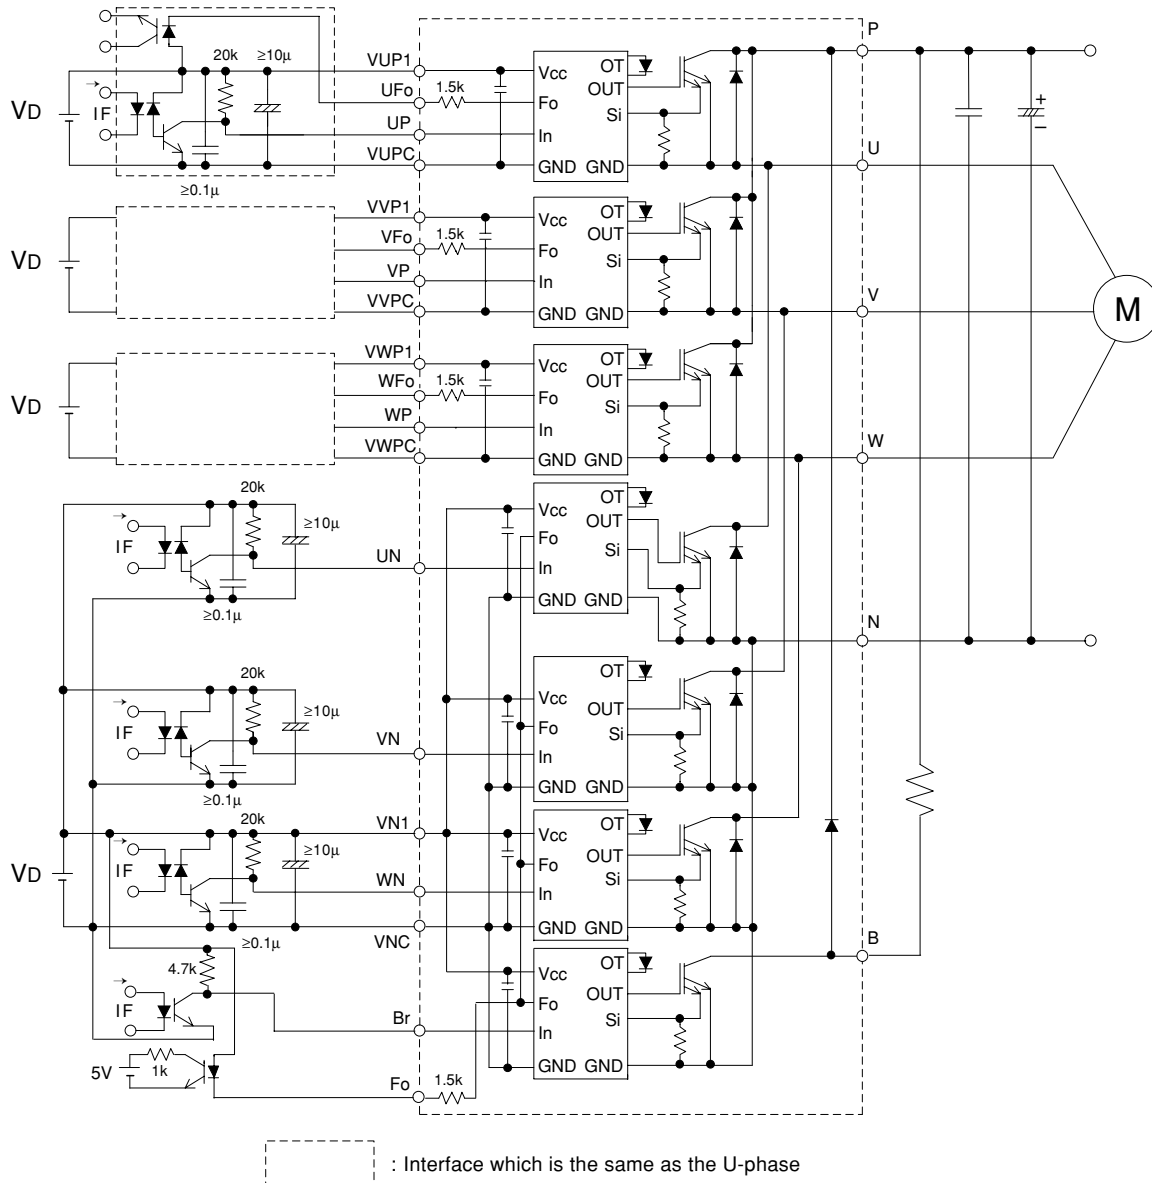 P
20k
≥10μ
VUP1
Vcc
OT
+
UFo
1.5k
OUT
VD
IF
Fo
Si
–
UP
In
VUPC
GND GND
U
≥0.1μ
VVP1
Vcc
OT
VFo
1.5k
OUT
VD
Fo
Si
VP
In
V
VVPC
GND GND
M
VWP1
Vcc
OT
WFo
1.5k
OUT
VD
Fo
Si
WP
In
W
VWPC
GND GND
20k
OT
≥10μ
Vcc
OUT
IF
Fo
Si
UN
In
GND GND
≥0.1μ
N
20k
OT
≥10μ
Vcc
OUT
IF
Fo
VN
Si
In
GND GND
≥0.1μ
20k
VN1
OT
Vcc
≥10μ
OUT
IF
Fo
VD
WN
Si
In
GND GND
≥0.1μ
VNC
B
4.7k
OT
Vcc
OUT
IF
Fo
Br
Si
In
5V
1k
GND GND
Fo
1.5k
: Interface which is the same as the U-phase